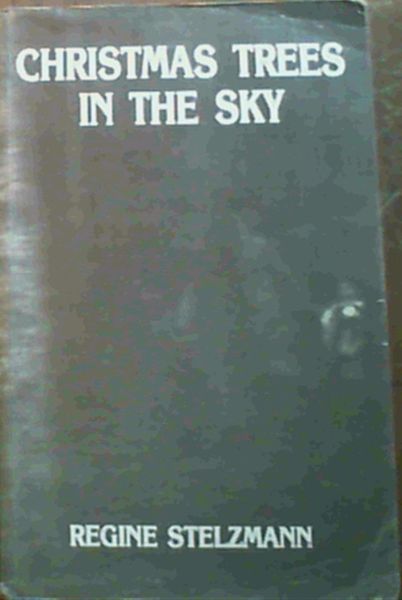 CHRISTMAS TREES
IN THE SKY
REGINE STELZMANN